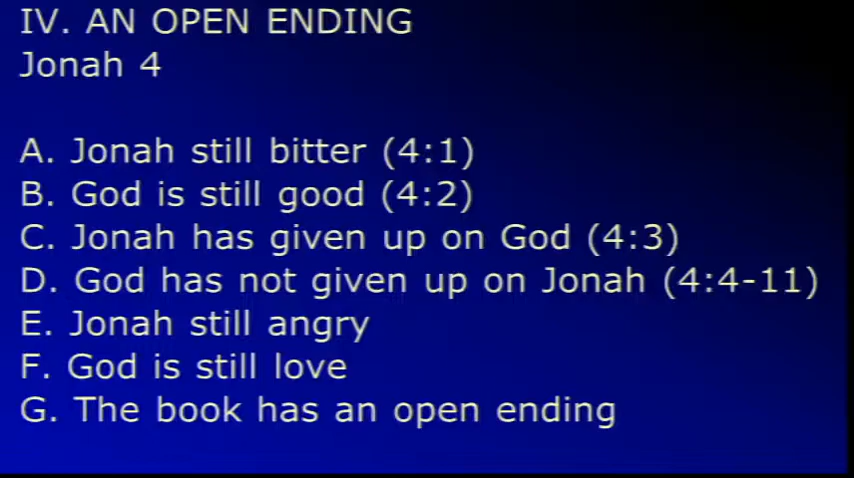 IV. AN OPEN ENDING
Jonah 4
A. Jonah still bitter (4:1)
B. God is still good (4:2)
C. Jonah has given up on God (4:3)
D. God has not given up on Jonah (4:4-11)
E. Jonah still angry
F. God is still love
G. The book has an open ending